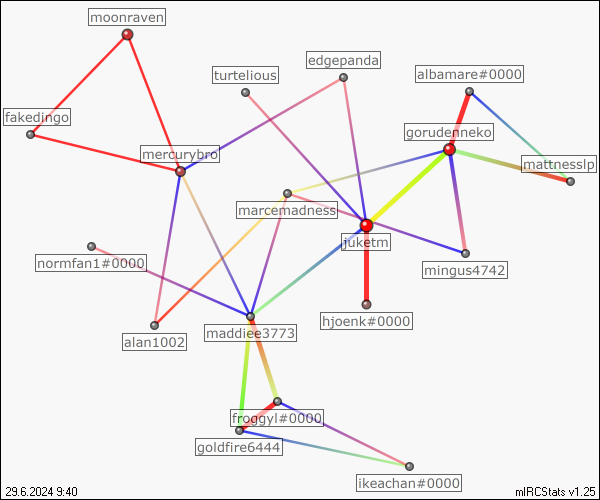 moonraven
edgepanda
turtelious
albamare#0000
fakedingo
gorudenneko
mercurybro
mattnesslp
marcemadness
juketm
normfan1#0000
mingus4742
hjoenk#0000
alan1002
maddiee3773
froggyl#0000
goldfire6444
ikeachan#0000
29.6.2024 9:40
mIRCStats v1.25